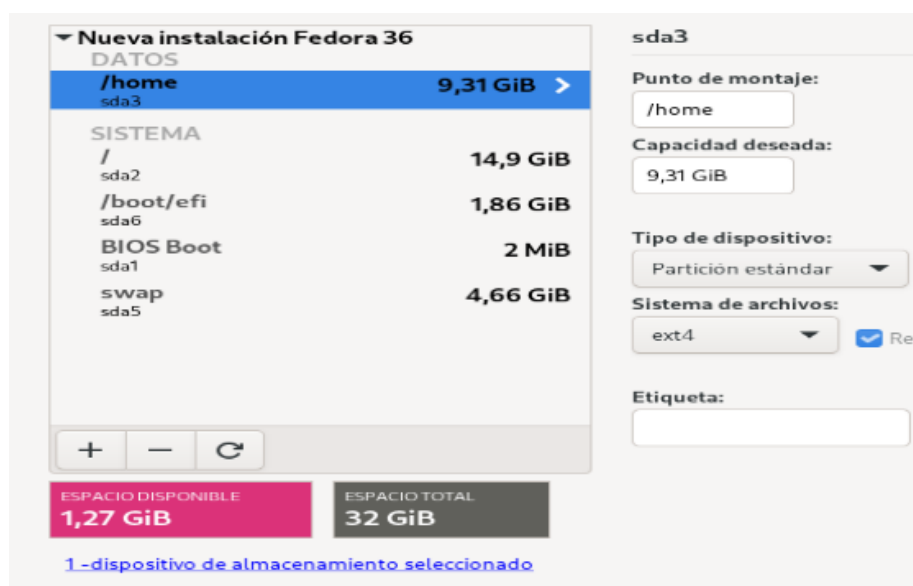 Nueva instalación Fedora 36
DATOS
/home 9,31 GiB
sda3
SISTEMA
/ 14,9 GiB
sda2
/boot/efi 1,86 GiB
sda6
BIOS Boot 2 MiB
sda1
swap 4,66 GiB
sda5
+ − 
ESPACIO DISPONIBLE
1,27 GiB
ESPACIO TOTAL
32 GiB
1 -dispositivo de almacenamiento seleccionado
sda3
Punto de montaje:
/home
Capacidad deseada:
9,31 GiB
Tipo de dispositivo:
Partición estándar
Sistema de archivos:
ext4 Re
Etiqueta: